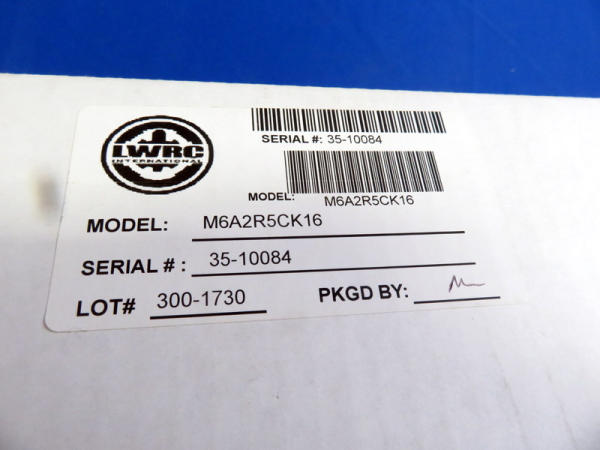 LWRC
INTERNATIONAL
SERIAL #: 35-10084
MODEL: M6A2R5CK16
MODEL: M6A2R5CK16
SERIAL #: 35-10084
LOT# 300-1730 PKGD BY: